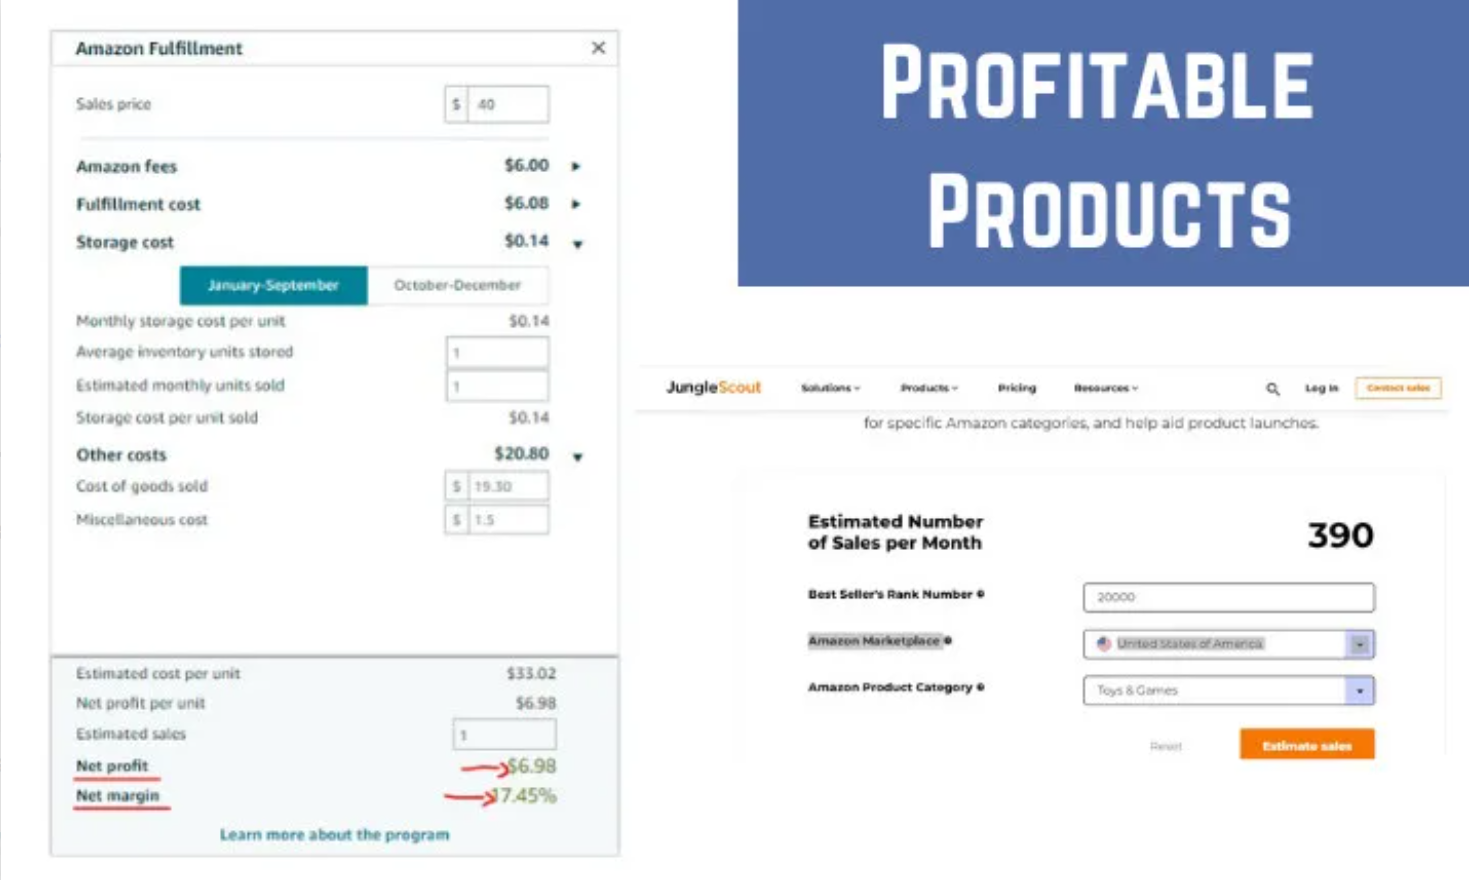 Amazon Fulfillment
Sales price $ 40
Amazon fees $6.00
Fulfillment cost $6.08
Storage cost $0.14
January-September October-December
Monthly storage cost per unit $0.14
Average inventory units stored 1
Estimated monthly units sold 1
Storage cost per unit sold $0.14
Other costs $20.80
Cost of goods sold $ 19.30
Miscellaneous cost $ 1.5
Estimated cost per unit $33.02
Net profit per unit $6.98
Estimated sales 1
Net profit $6.98
Net margin 17.45%
Learn more about the program
PROFITABLE
PRODUCTS
JungleScout Solutions Products Pricing Resources Log In Contact sales
for specific Amazon categories, and help aid product launches.
Estimated Number
of Sales per Month
390
Best Seller's Rank Number 20000
Amazon Marketplace United States of America
Amazon Product Category Toys & Games
Reset Estimate sales